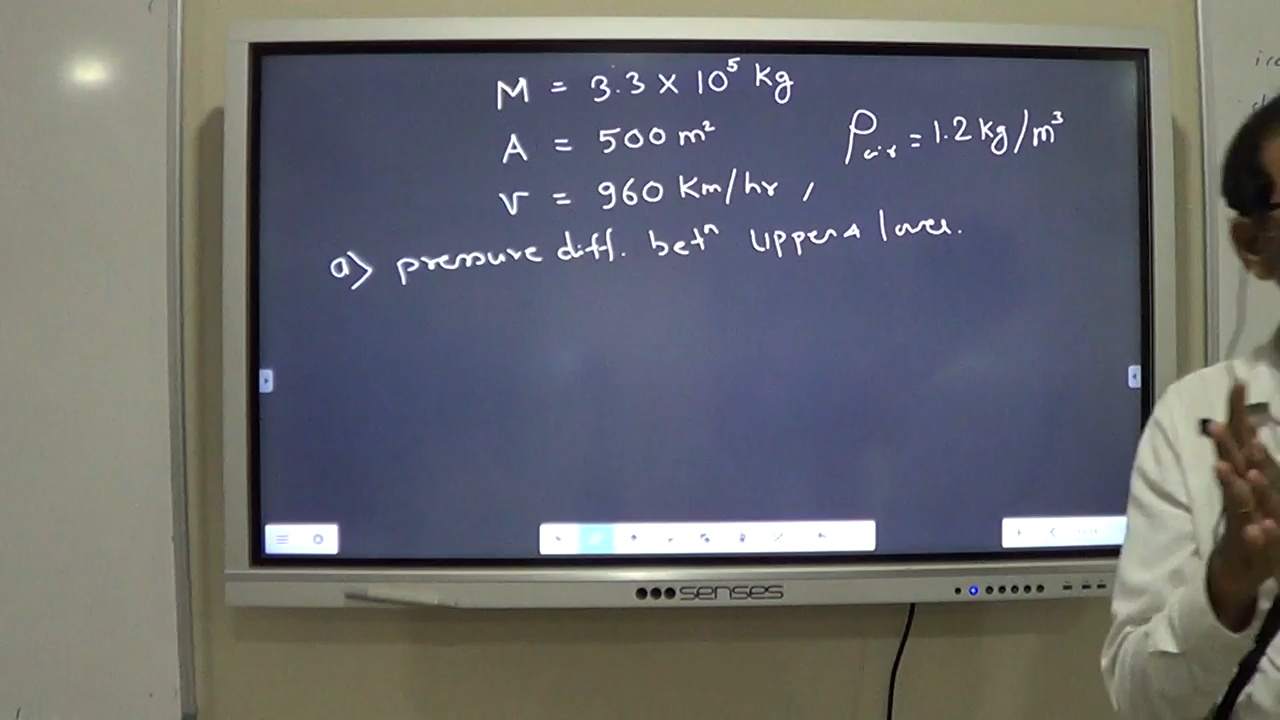 M = 3.3 × 10⁵ Kg
A = 500 m²
ρair = 1.2 kg/m³
V = 960 Km/hr,
a) pressure diff. betⁿ upper & lower.
senses